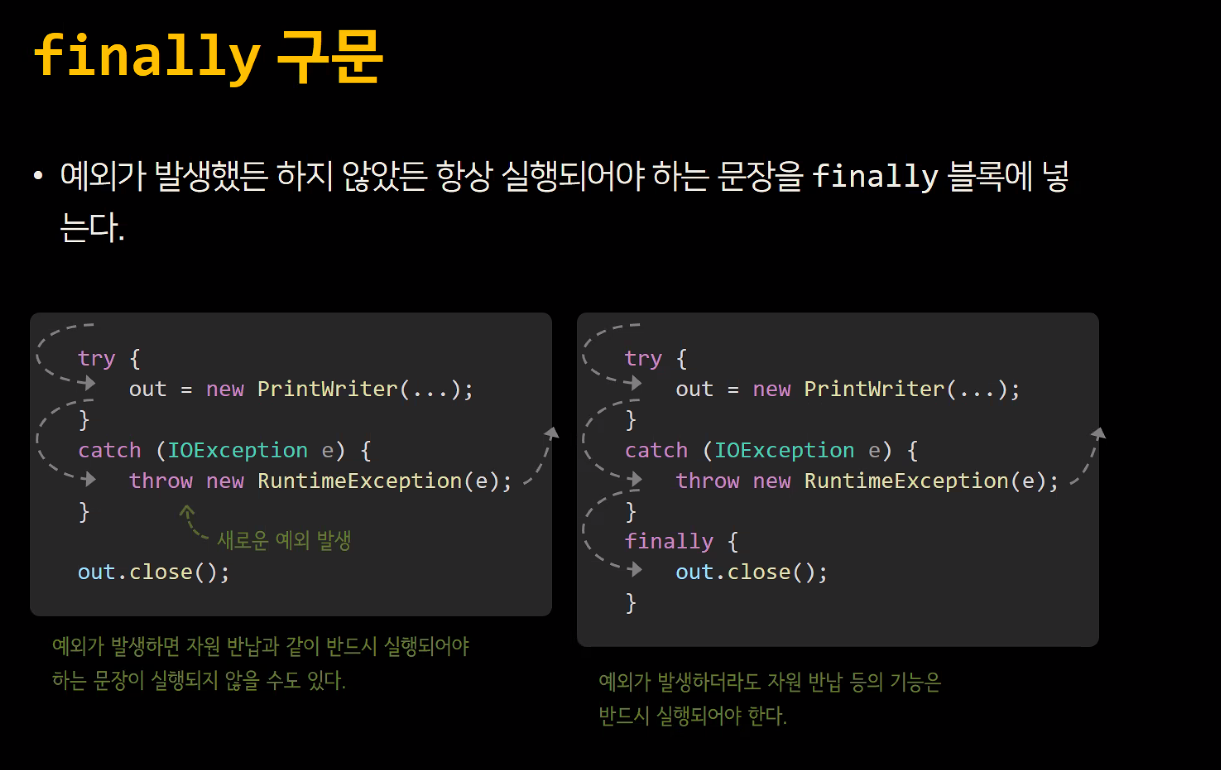 finally 구문
• 예외가 발생했든 하지 않았든 항상 실행되어야 하는 문장을 finally 블록에 넣
는다.
try {
out = new PrintWriter(...);
}
catch (IOException e) {
throw new RuntimeException(e);
}
새로운 예외 발생
out.close();
예외가 발생하면 자원 반납과 같이 반드시 실행되어야
하는 문장이 실행되지 않을 수도 있다.
try {
out = new PrintWriter(...);
}
catch (IOException e) {
throw new RuntimeException(e);
}
finally {
out.close();
}
예외가 발생하더라도 자원 반납 등의 기능은
반드시 실행되어야 한다.